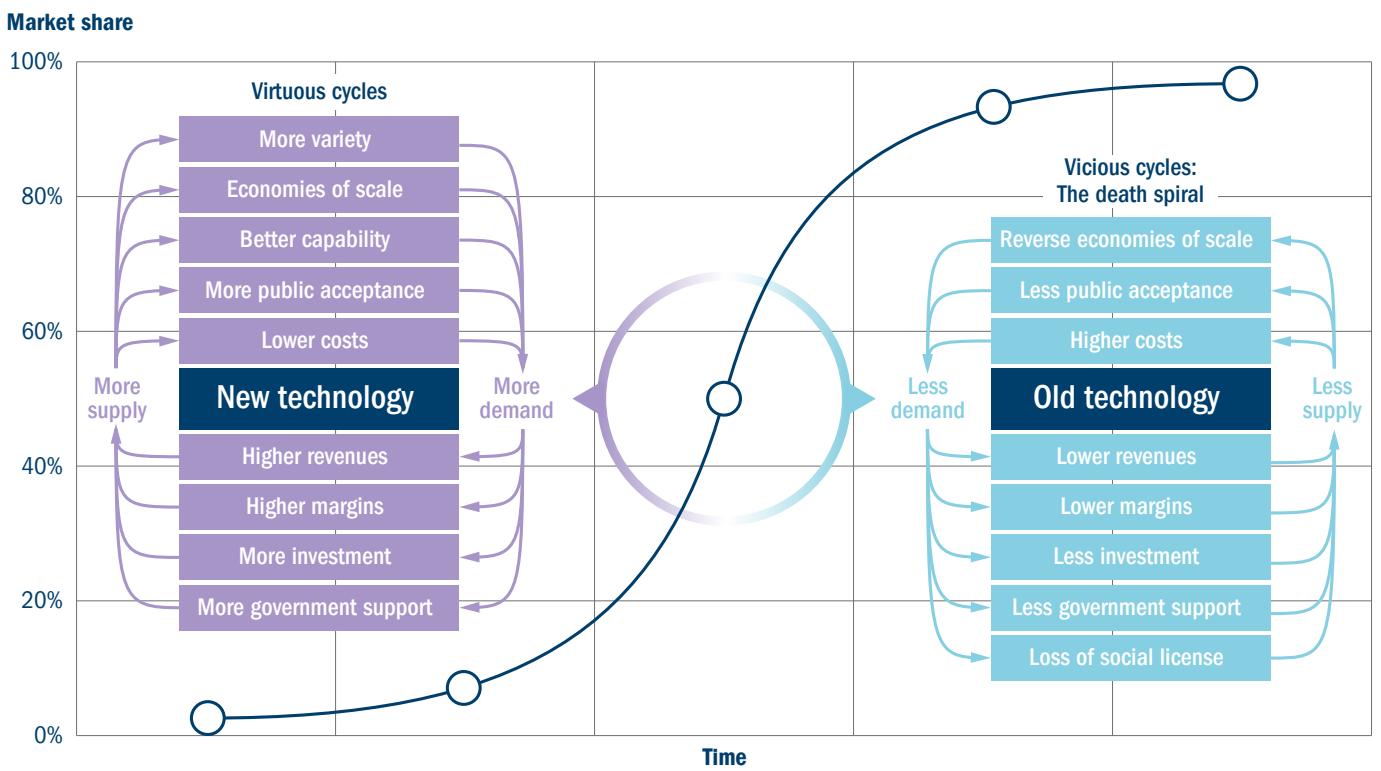 Market share
100%
80%
60%
40%
20%
0%
Virtuous cycles
More variety
Economies of scale
Better capability
More public acceptance
Lower costs
New technology
Higher revenues
Higher margins
More investment
More government support
More
supply
More
demand
Vicious cycles:
The death spiral
Reverse economies of scale
Less public acceptance
Higher costs
Old technology
Lower revenues
Lower margins
Less investment
Less government support
Loss of social license
Less
demand
Less
supply
Time